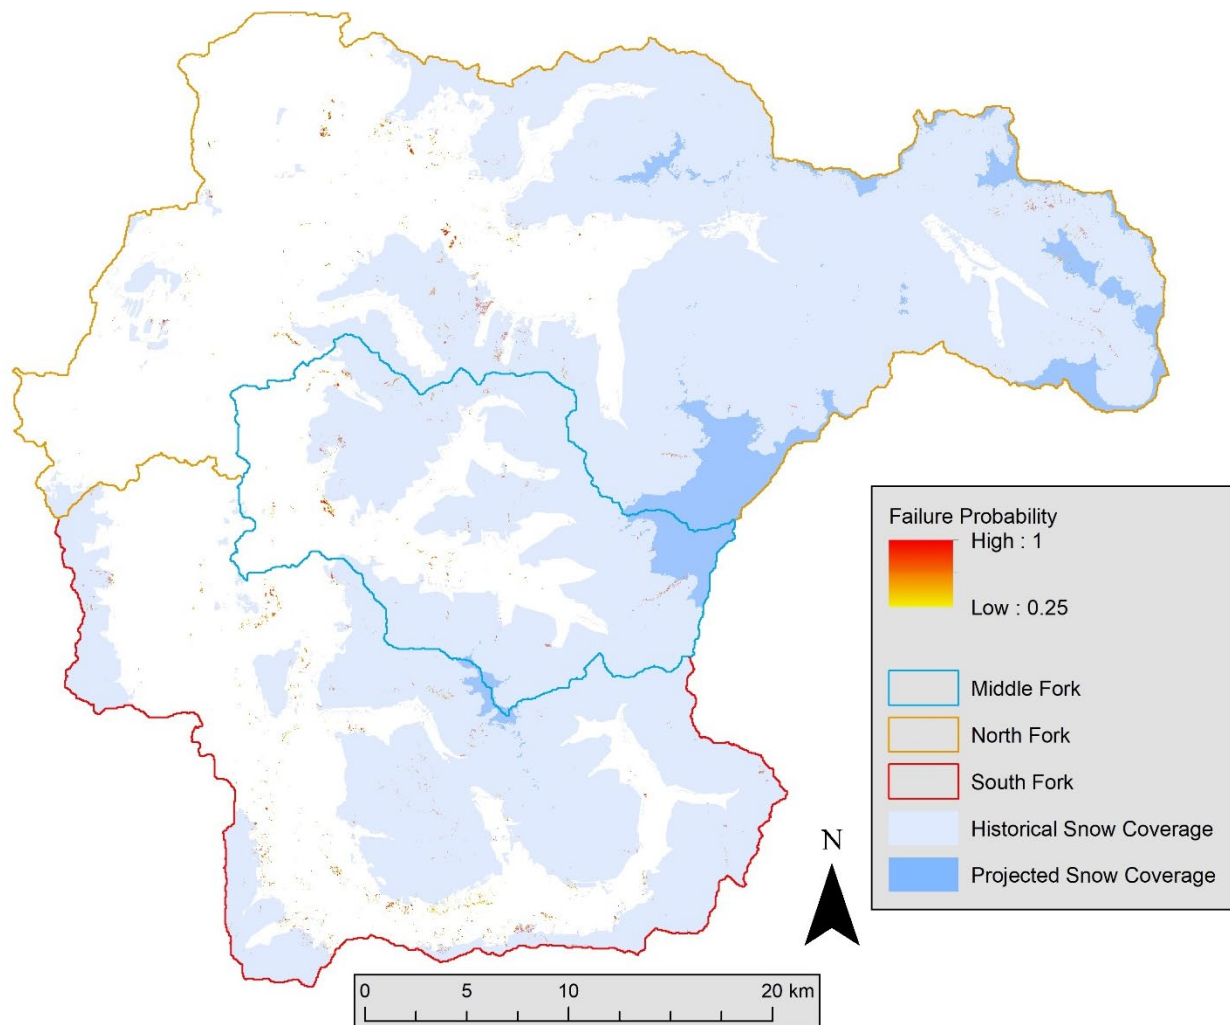 Failure Probability
High : 1
Low : 0.25
Middle Fork
North Fork
South Fork
Historical Snow Coverage
Projected Snow Coverage
N
0 5 10 20 km